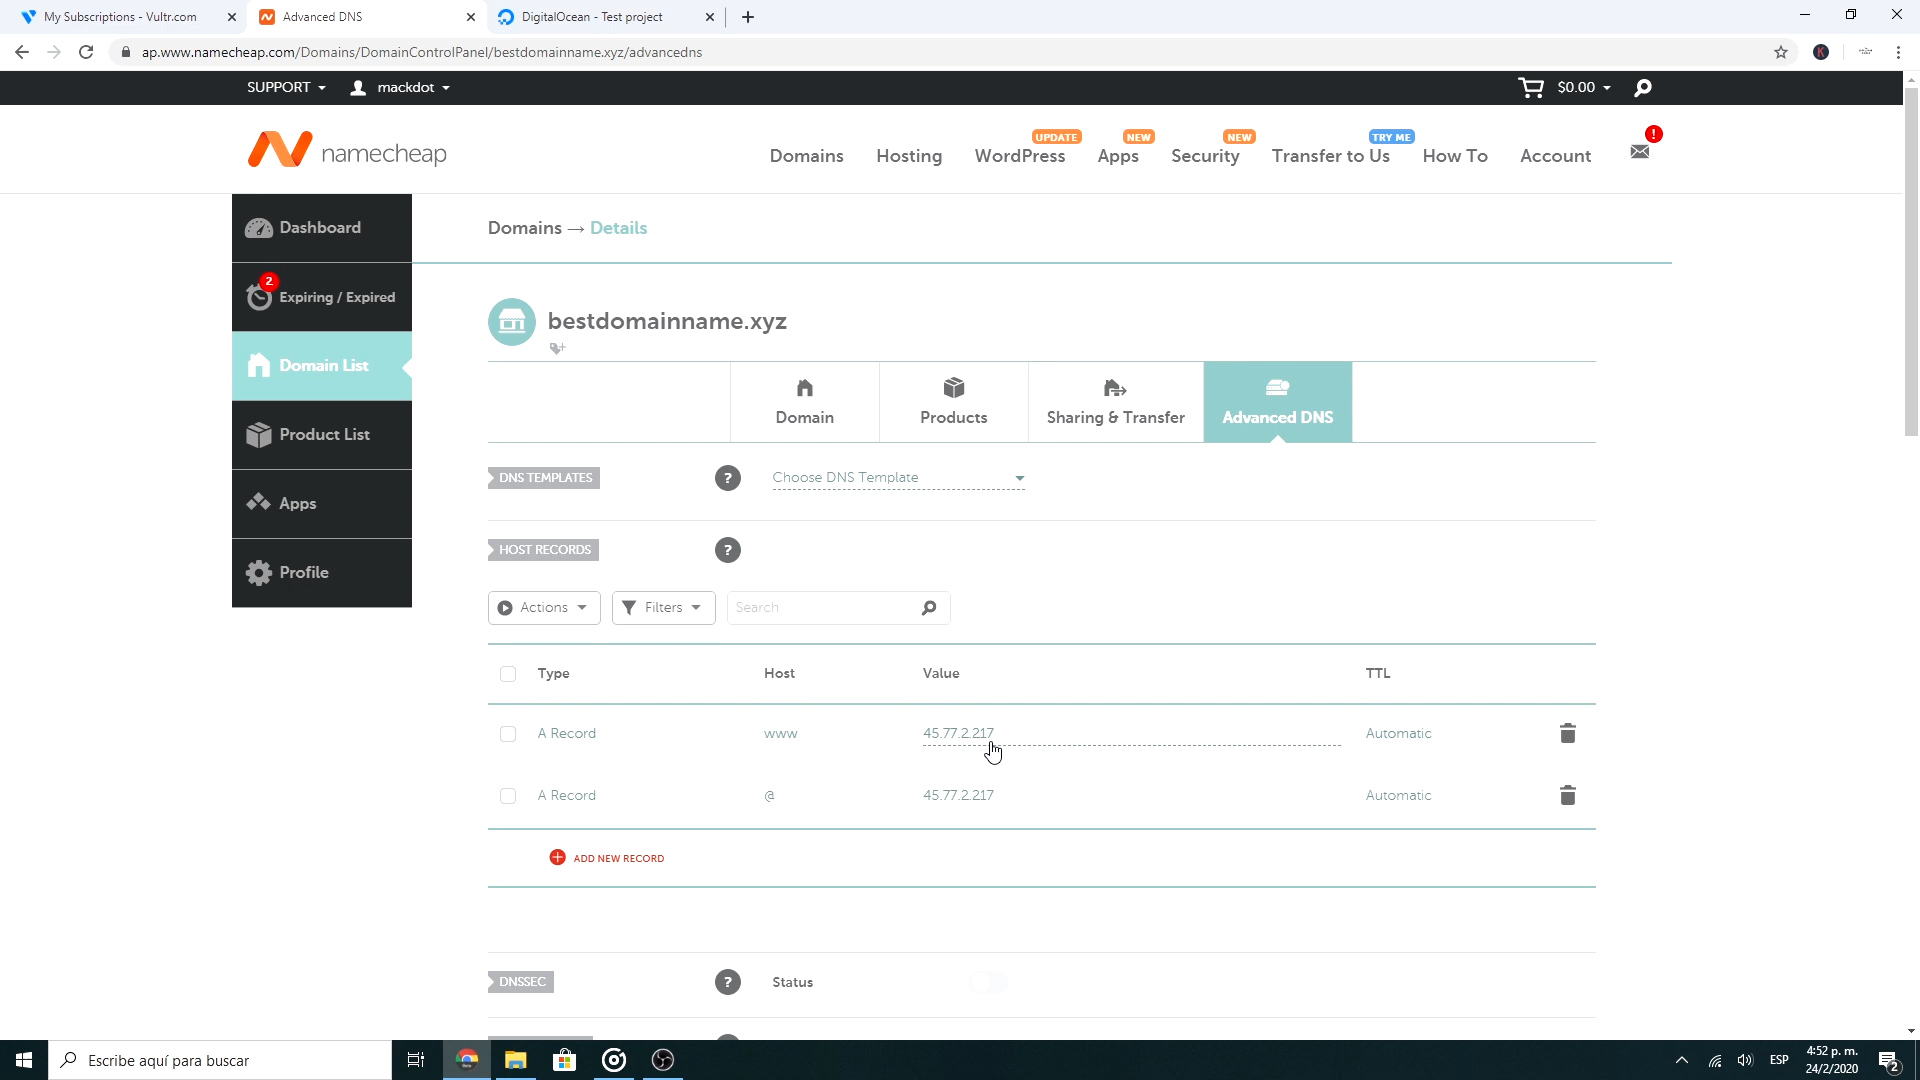 My Subscriptions - Vultr.com
Advanced DNS
DigitalOcean - Test project
ap.www.namecheap.com/Domains/DomainControlPanel/bestdomainname.xyz/advancedns
K
SUPPORT
mackdot
$0.00
namecheap
Domains
Hosting
UPDATE
WordPress
NEW
Apps
NEW
Security
TRY ME
Transfer to Us
How To
Account
!
Dashboard
2
Expiring / Expired
Domain List
Product List
Apps
Profile
Domains → Details
bestdomainname.xyz
Domain
Products
Sharing & Transfer
Advanced DNS
DNS TEMPLATES
?
Choose DNS Template
HOST RECORDS
?
Actions
Filters
Search
Type Host Value TTL
A Record www 45.77.2.217 Automatic
A Record @ 45.77.2.217 Automatic
ADD NEW RECORD
DNSSEC
?
Status
Escribe aquí para buscar
ESP
4:52 p. m.
24/2/2020
2